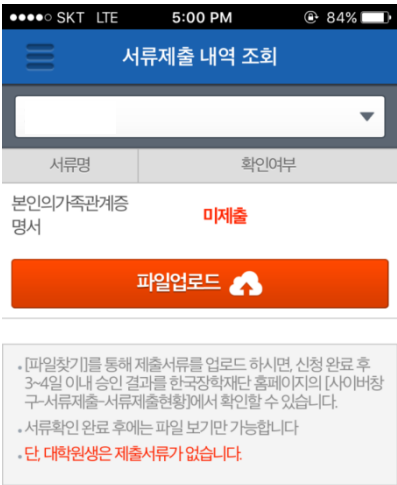 SKT LTE 5:00 PM 84%
서류제출 내역 조회
서류명 확인여부
본인의가족관계증
명서
미제출
파일업로드
• [파일찾기]를 통해 제출서류를 업로드 하시면, 신청 완료 후
3~4일 이내 승인 결과를 한국장학재단 홈페이지의 [사이버창
구-서류제출-서류제출현황]에서 확인할 수 있습니다.
• 서류확인 완료 후에는 파일 보기만 가능합니다
• 단, 대학원생은 제출서류가 없습니다.